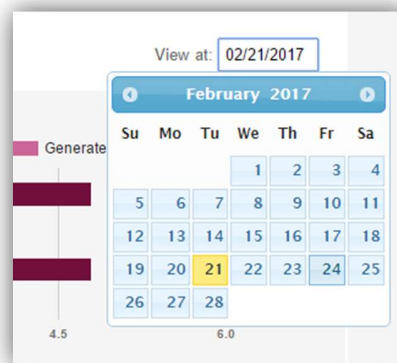 View at: 02/21/2017
February 2017
Su Mo Tu We Th Fr Sa
1 2 3 4
5 6 7 8 9 10 11
Generate
12 13 14 15 16 17 18
19 20 21 22 23 24 25
26 27 28
4.5 6.0